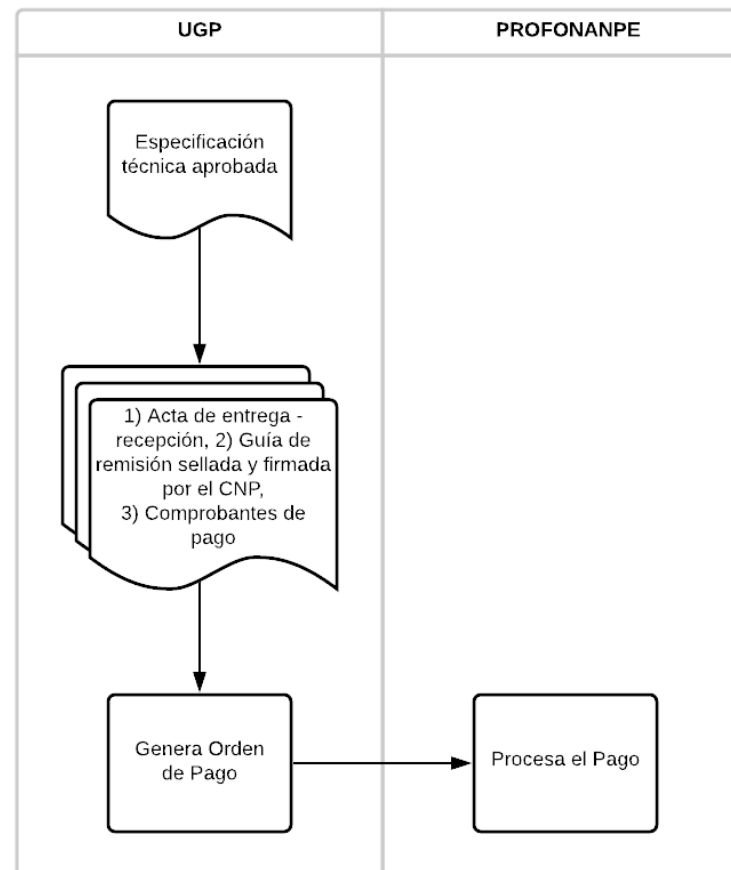 UGP
PROFONANPE
Especificación
técnica aprobada
1) Acta de entrega -
recepción, 2) Guía de
remisión sellada y firmada
por el CNP,
3) Comprobantes de
pago
Genera Orden
de Pago
Procesa el Pago